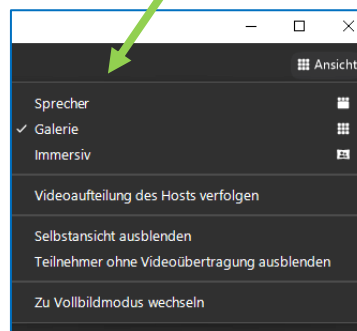 Ansicht
Sprecher
Galerie
Immersiv
Videoaufteilung des Hosts verfolgen
Selbstansicht ausblenden
Teilnehmer ohne Videoübertragung ausblenden
Zu Vollbildmodus wechseln